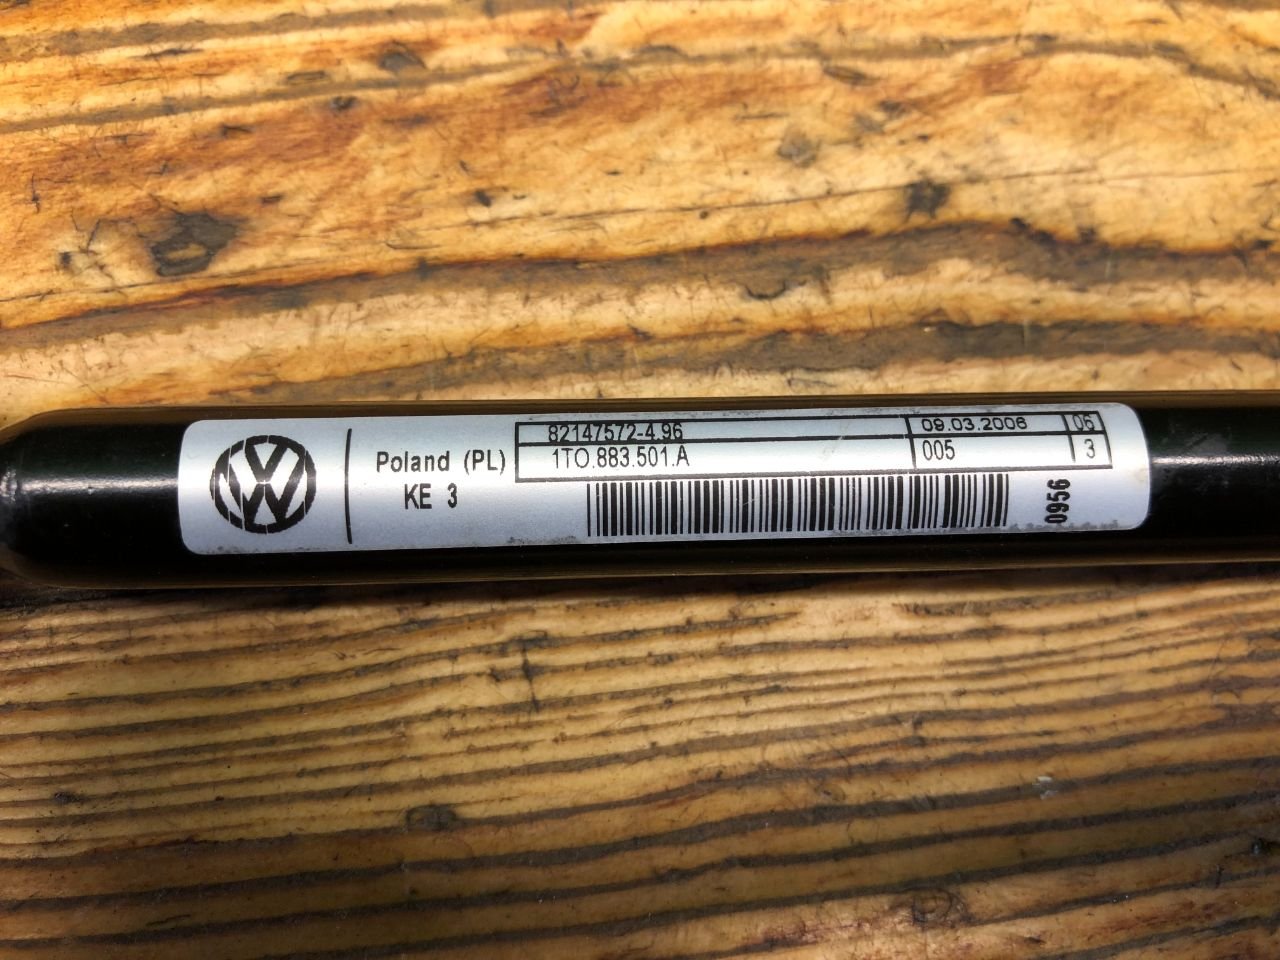 82147572-4.96 09.03.2006 06
Poland (PL) 1TO.883.501.A 005 3
KE 3
0956